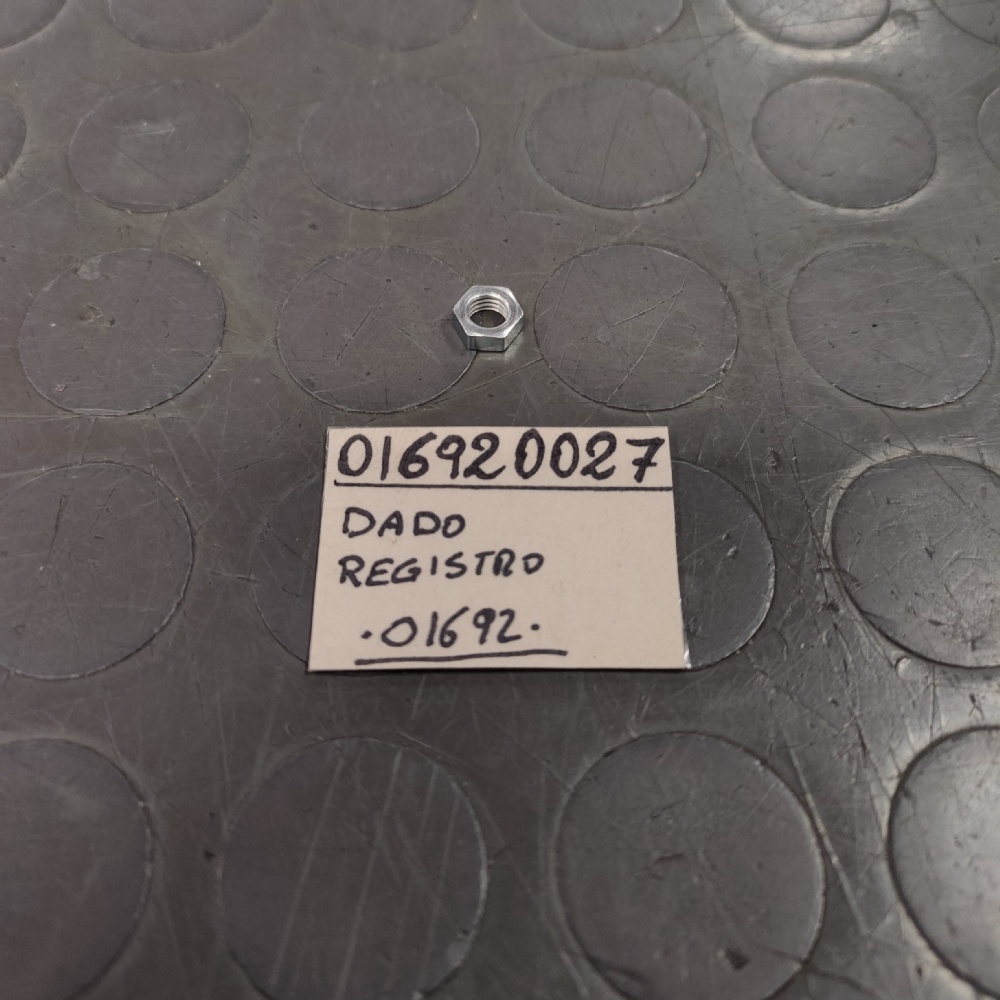 016920027
DADO
REGISTRO
.01692.